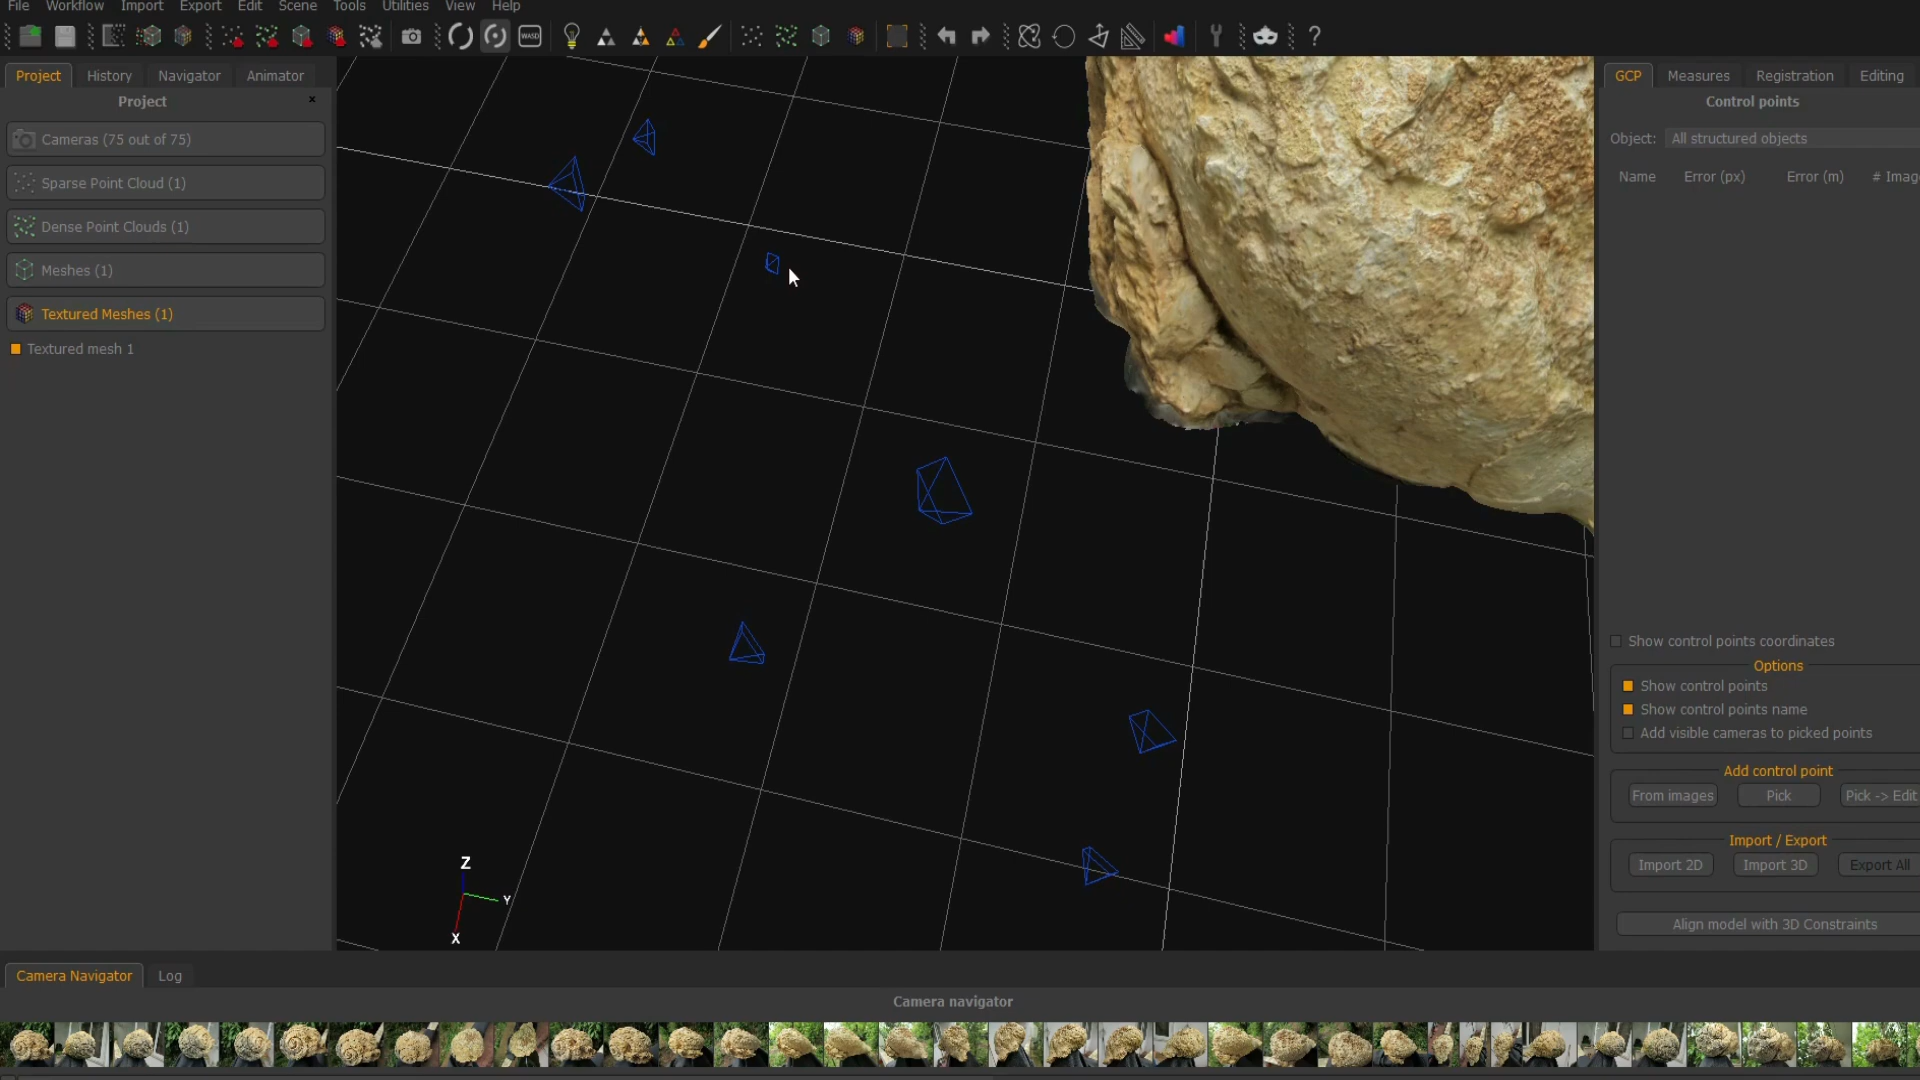 File Workflow Import Export Edit Scene Tools Utilities View Help
WASD
Project History Navigator Animator
Project
Cameras (75 out of 75)
Sparse Point Cloud (1)
Dense Point Clouds (1)
Meshes (1)
Textured Meshes (1)
Textured mesh 1
Z
Y
X
GCP Measures Registration Editing
Control points
Object: All structured objects
Name Error (px) Error (m) # Imag
Show control points coordinates
Options
Show control points
Show control points name
Add visible cameras to picked points
Add control point
From images Pick Pick -> Edit
Import / Export
Import 2D Import 3D Export All
Align model with 3D Constraints
Camera Navigator Log
Camera navigator